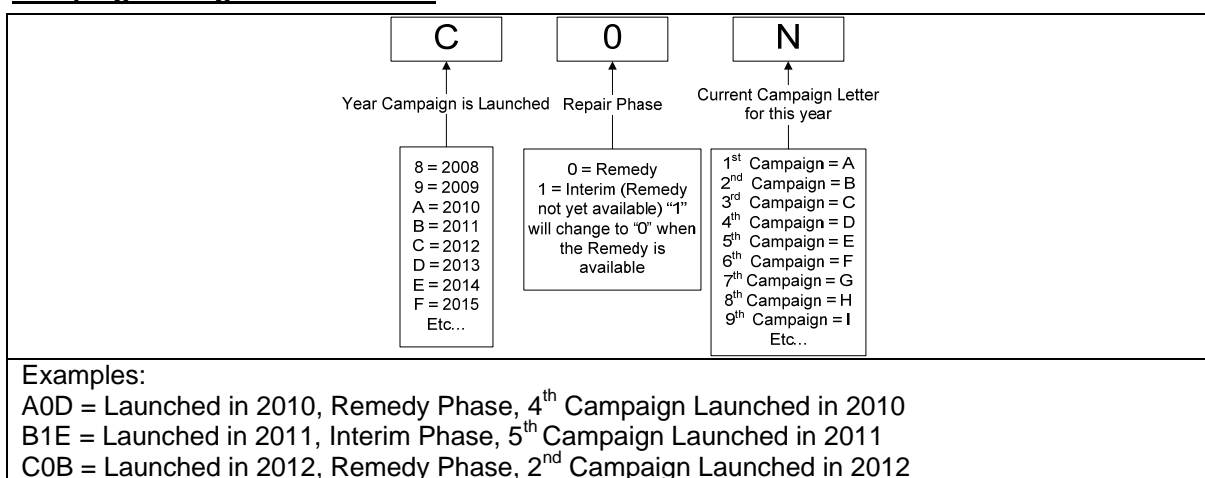 C 0 N
Year Campaign is Launched
Repair Phase
Current Campaign Letter
for this year
8 = 2008
9 = 2009
A = 2010
B = 2011
C = 2012
D = 2013
E = 2014
F = 2015
Etc...
0 = Remedy
1 = Interim (Remedy
not yet available) “1”
will change to “0” when
the Remedy is
available
1st Campaign = A
2nd Campaign = B
3rd Campaign = C
4th Campaign = D
5th Campaign = E
6th Campaign = F
7th Campaign = G
8th Campaign = H
9th Campaign = I
Etc...
Examples:
A0D = Launched in 2010, Remedy Phase, 4th Campaign Launched in 2010
B1E = Launched in 2011, Interim Phase, 5th Campaign Launched in 2011
C0B = Launched in 2012, Remedy Phase, 2nd Campaign Launched in 2012